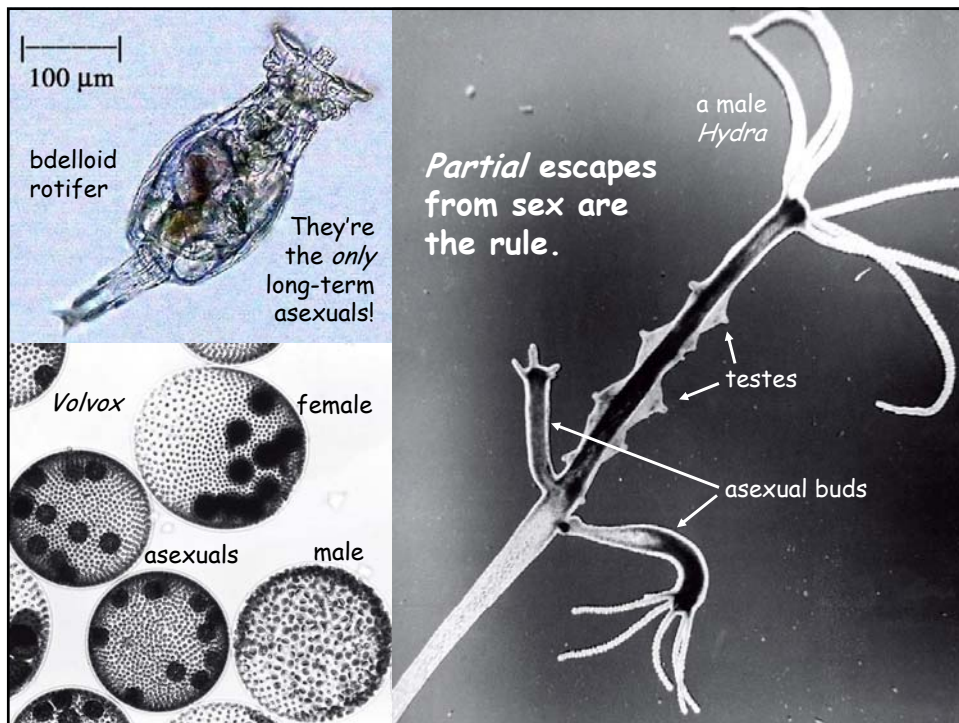 100 µm
bdelloid
rotifer
They're
the only
long-term
asexuals!
Volvox
female
asexuals
male
a male
Hydra
Partial escapes
from sex are
the rule.
testes
asexual buds